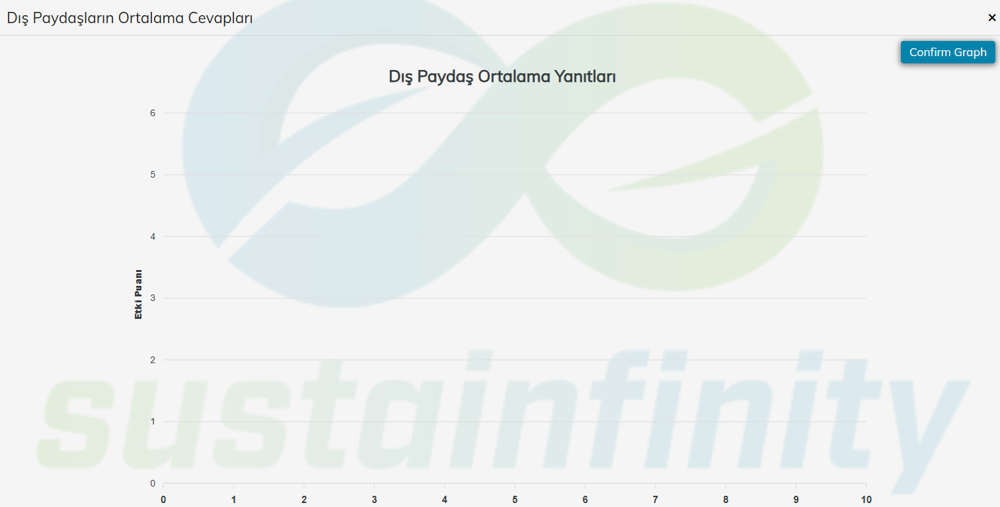 Dış Paydaşların Ortalama Cevapları
×
Confirm Graph
Dış Paydaş Ortalama Yanıtları
6
5
4
3
2
1
0
Etki Puanı
0 1 2 3 4 5 6 7 8 9 10
sustainfinity